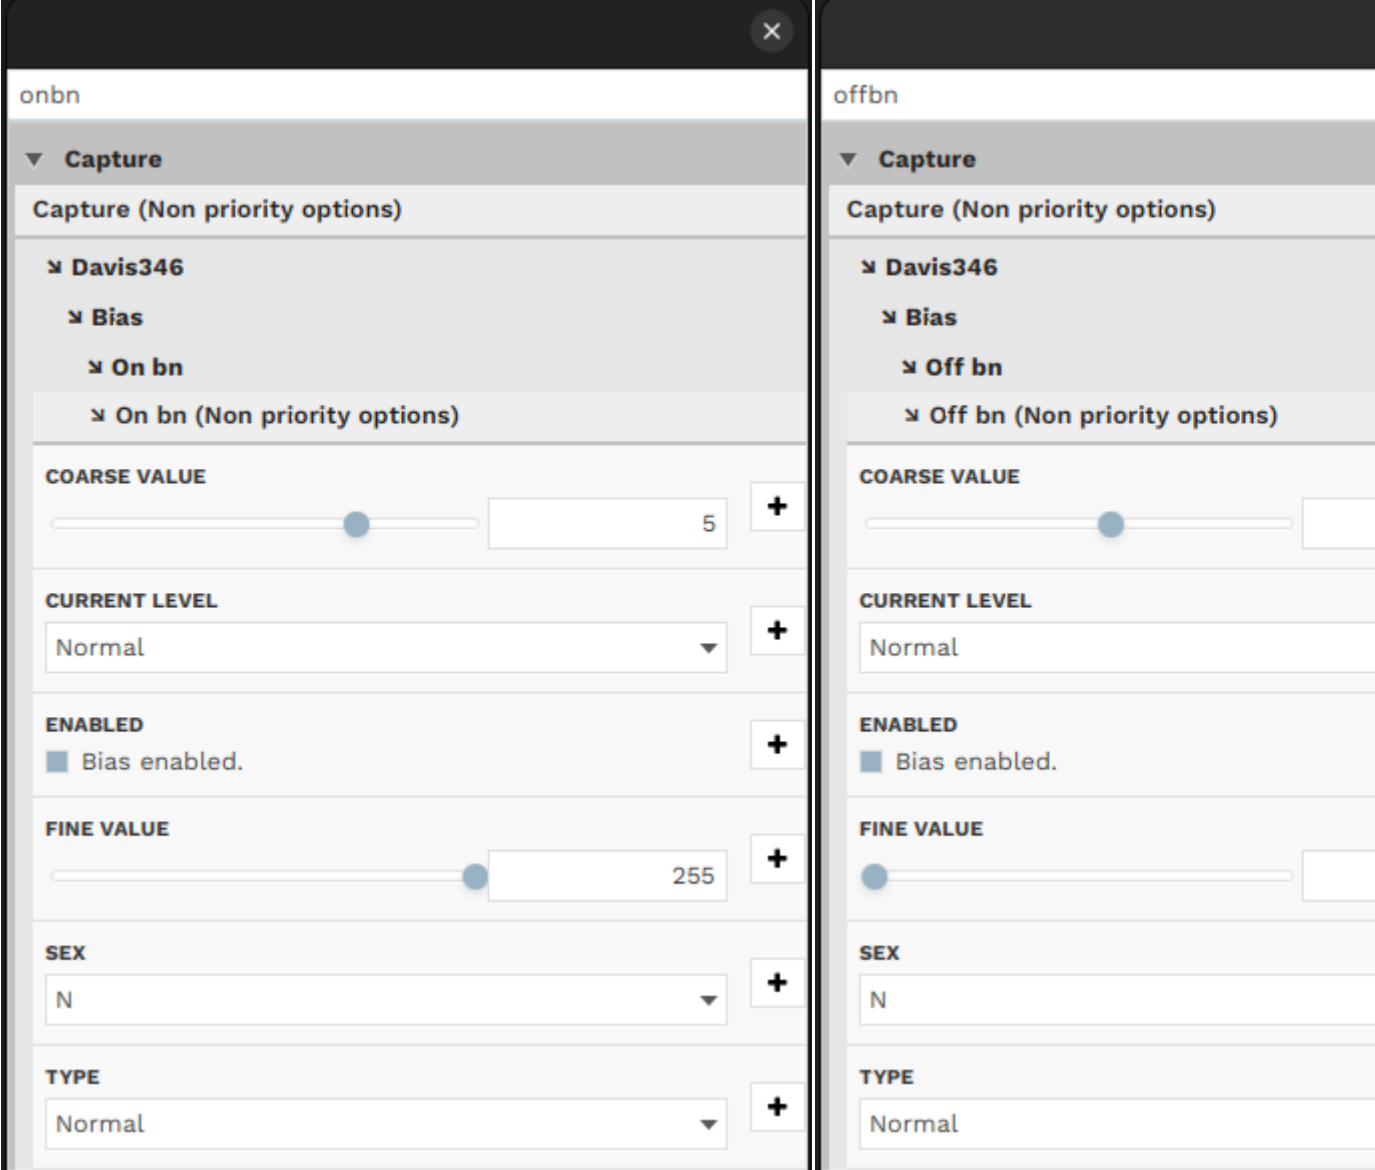 onbn
Capture
Capture (Non priority options)
Davis346
Bias
On bn
On bn (Non priority options)
COARSE VALUE
5
CURRENT LEVEL
Normal
ENABLED
Bias enabled.
FINE VALUE
255
SEX
N
TYPE
Normal
offbn
Capture
Capture (Non priority options)
Davis346
Bias
Off bn
Off bn (Non priority options)
COARSE VALUE
CURRENT LEVEL
Normal
ENABLED
Bias enabled.
FINE VALUE
SEX
N
TYPE
Normal